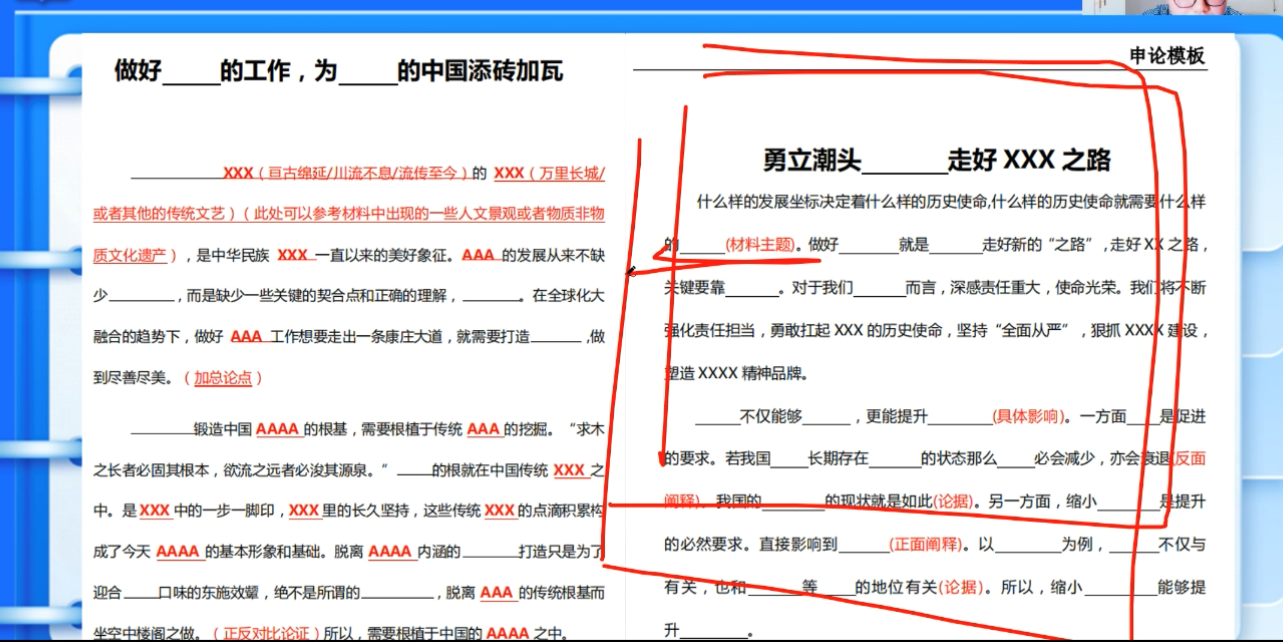 做好_____的工作，为_____的中国添砖加瓦
________XXX（亘古绵延/川流不息/流传至今）的 XXX（万里长城/
或者其他的传统文艺）（此处可以参考材料中出现的一些人文景观或者物质非物
质文化遗产），是中华民族 XXX 一直以来的美好象征。AAA 的发展从来不缺
少________，而是缺少一些关键的契合点和正确的理解，_______。在全球化大
融合的趋势下，做好 AAA 工作想要走出一条康庄大道，就需要打造______,做
到尽善尽美。（加总论点）
_______锻造中国 AAAA 的根基，需要根植于传统 AAA 的挖掘。“求木
之长者必固其根本，欲流之远者必浚其源泉。”____的根就在中国传统 XXX 之
中。是 XXX 中的一步一脚印，XXX 里的长久坚持，这些传统 XXX 的点滴积累构
成了今天 AAAA 的基本形象和基础。脱离 AAAA 内涵的______打造只是为了
迎合____口味的东施效颦，绝不是所谓的________，脱离 AAA 的传统根基而
坐空中楼阁之做。（正反对比论证）所以，需要根植于中国的 AAAA 之中。
申论模板
勇立潮头______走好 XXX 之路
什么样的发展坐标决定着什么样的历史使命,什么样的历史使命就需要什么样
的_____(材料主题)。做好_______就是______走好新的“之路”,走好 XX 之路，
关键要靠______。对于我们______而言，深感责任重大，使命光荣。我们将不断
强化责任担当，勇敢扛起 XXX 的历史使命，坚持“全面从严”，狠抓 XXXX 建设，
塑造 XXXX 精神品牌。
_____不仅能够_____，更能提升_______(具体影响)。一方面____是促进
的要求。若我国____长期存在______的状态那么____必会减少，亦会衰退(反面
阐释)。我国的_______的现状就是如此(论据)。另一方面，缩小_______是提升
的必然要求。直接影响到_____(正面阐释)。以_______为例，_____不仅与
有关，也和______等____的地位有关(论据)。所以，缩小________能够提
升________。